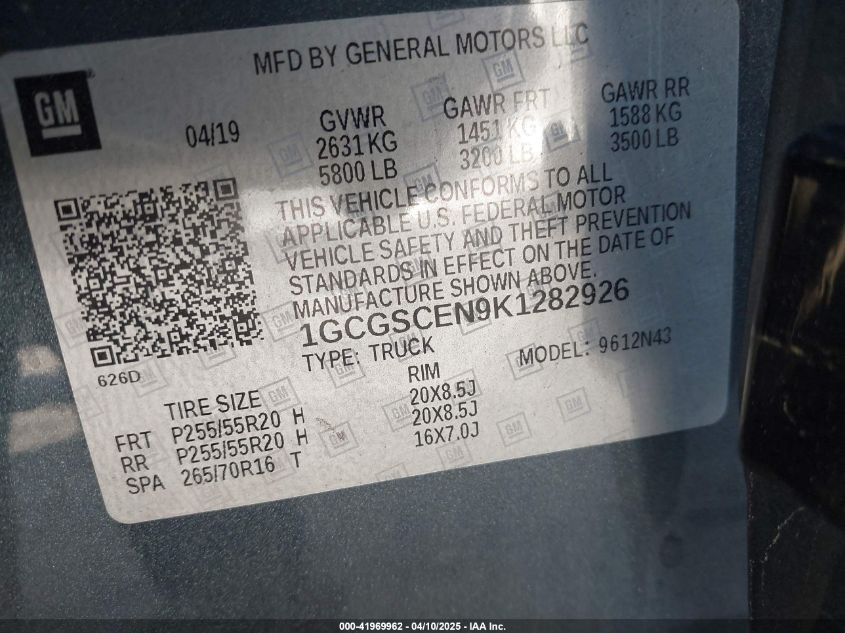 MFD BY GENERAL MOTORS LLC
GM
04/19
GVWR
2631 KG
5800 LB
GAWR FRT
1451 KG
3200 LB
GAWR RR
1588 KG
3500 LB
THIS VEHICLE CONFORMS TO ALL
APPLICABLE U.S. FEDERAL MOTOR
VEHICLE SAFETY AND THEFT PREVENTION
STANDARDS IN EFFECT ON THE DATE OF
MANUFACTURE SHOWN ABOVE.
1GCGSCEN9K1282926
TYPE: TRUCK
MODEL: 9612N43
626D
TIRE SIZE RIM
FRT P255/55R20 H 20X8.5J
RR P255/55R20 H 20X8.5J
SPA 265/70R16 T 16X7.0J
000-41969962 - 04/10/2025 - IAA Inc.